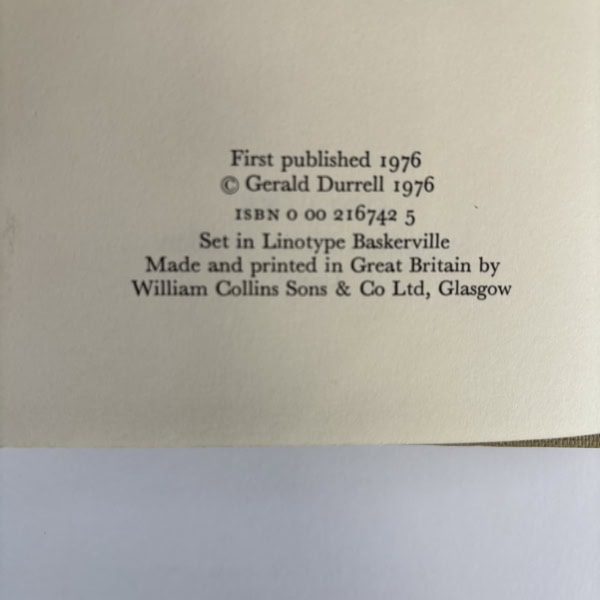 First published 1976
© Gerald Durrell 1976
ISBN 0 00 216742 5
Set in Linotype Baskerville
Made and printed in Great Britain by
William Collins Sons & Co Ltd, Glasgow